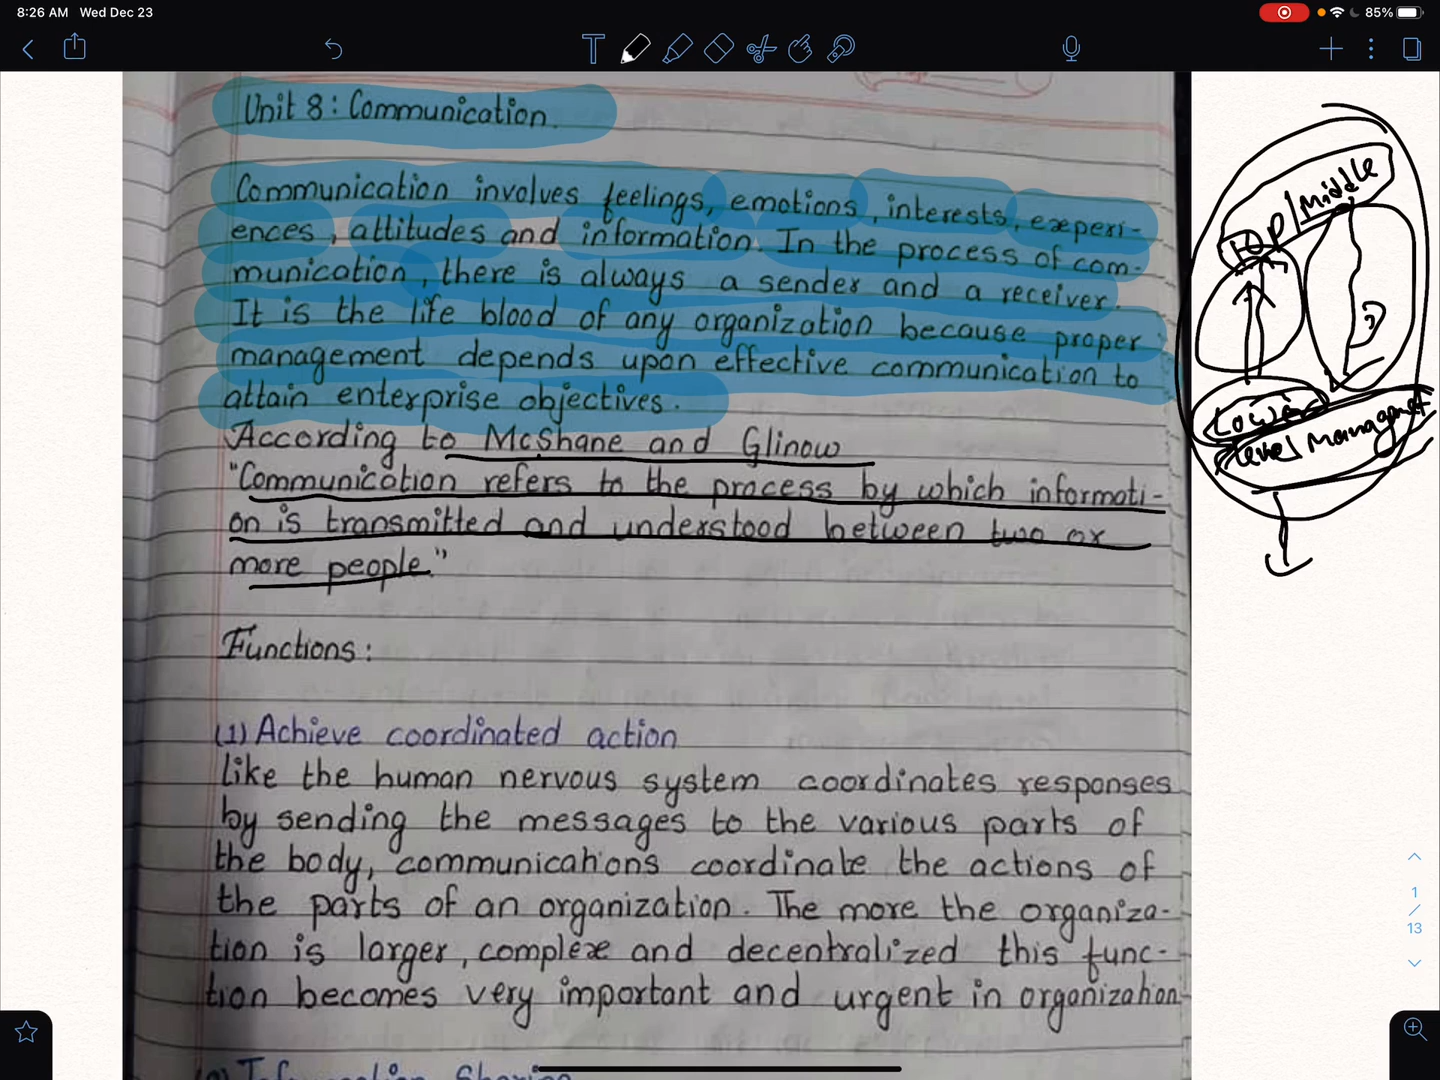 8:26 AM Wed Dec 23
85%
Unit 8: Communication.
Communication involves feelings, emotions, interests, experi-
ences, attitudes and information. In the process of com-
munication, there is always a sender and a receiver.
It is the life blood of any organization because proper
management depends upon effective communication to
attain enterprise objectives.
According to McShane and Glinow
"Communication refers to the process by which informati-
on is transmitted and understood between two or
more people."
Functions:
(1) Achieve coordinated action
like the human nervous system coordinates responses
by sending the messages to the various parts of
the body, communications coordinate the actions of
the parts of an organization. The more the organiza-
tion is larger, complex and decentralized this func-
tion becomes very important and urgent in organization
Information Sharing
Top/Middle
Lower
level Management
1
/
13